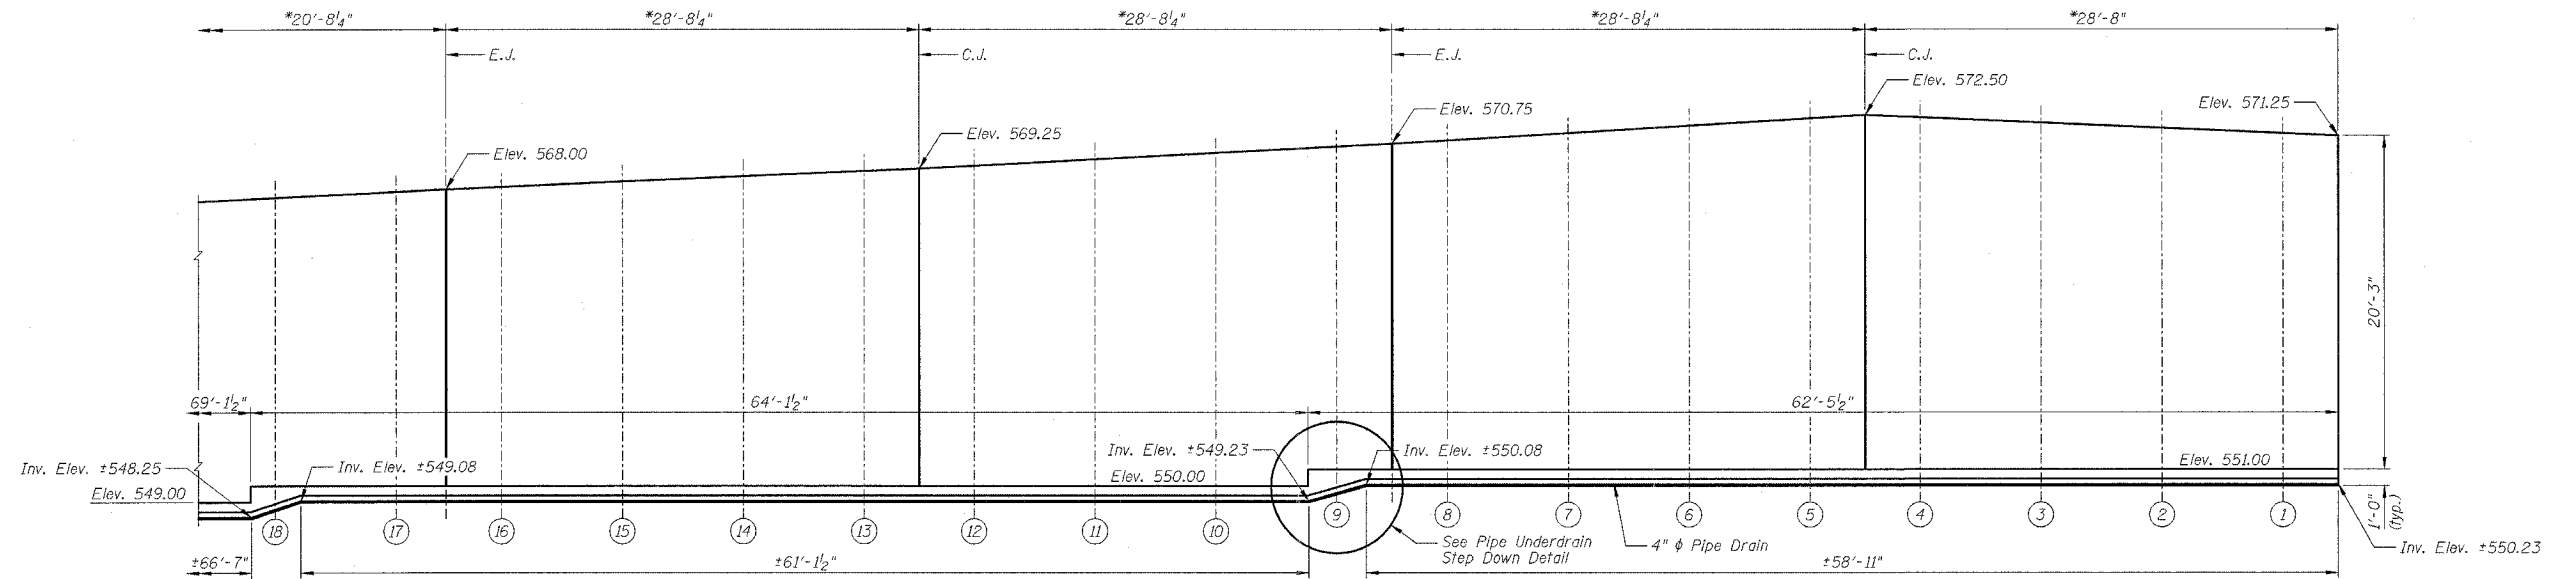 *20'-8¼" *28'-8¼" *28'-8¼" *28'-8¼" *28'-8"
E.J. C.J. E.J. C.J.
Elev. 572.50
Elev. 571.25
Elev. 570.75
Elev. 569.25
Elev. 568.00
20'-3"
69'-1½" 64'-1½" 62'-5½"
Inv. Elev. ±549.23 Inv. Elev. ±550.08
Elev. 551.00
Inv. Elev. ±548.25 Inv. Elev. ±549.08
Elev. 550.00
Elev. 549.00
1'-0"
(typ.)
18 17 16 15 14 13 12 11 10 9 8 7 6 5 4 3 2 1
See Pipe Underdrain
Step Down Detail
4" ϕ Pipe Drain
Inv. Elev. ±550.23
±66'-7" ±61'-1½" ±58'-11"